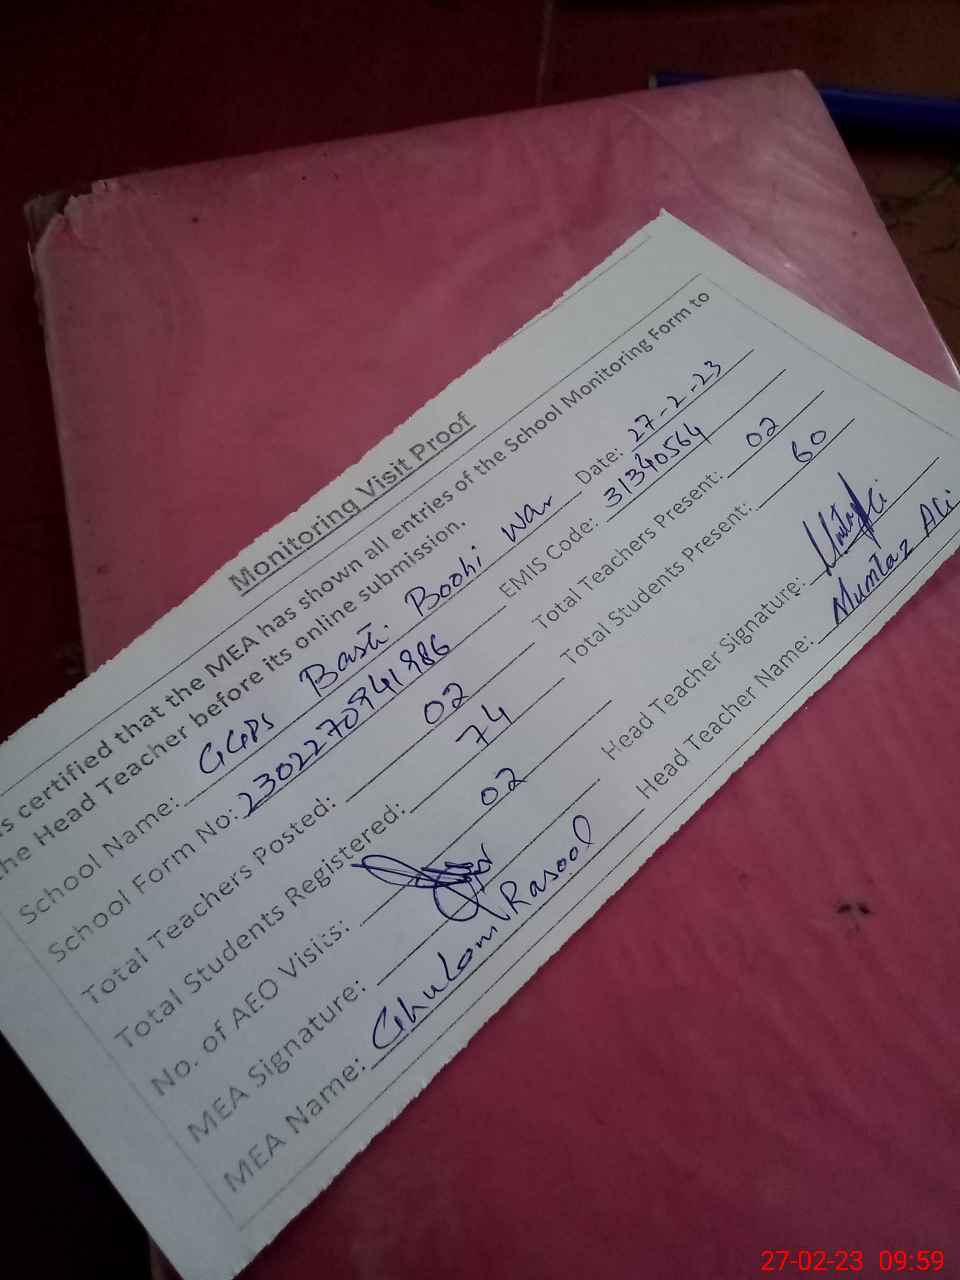 Monitoring Visit Proof
is certified that the MEA has shown all entries of the School Monitoring Form to
the Head Teacher before its online submission.
School Name: GGPS Basti Boohi War Date: 27-2-23
School Form No: 2302270941986 EMIS Code: 31340564
Total Teachers Posted: 02 Total Teachers Present: 02
Total Students Registered: 74 Total Students Present: 60
No. of AEO Visits: 02
MEA Signature: Head Teacher Signature:
MEA Name: Ghulam Rasool Head Teacher Name: Mumtaz Ali
27-02-23 09:59